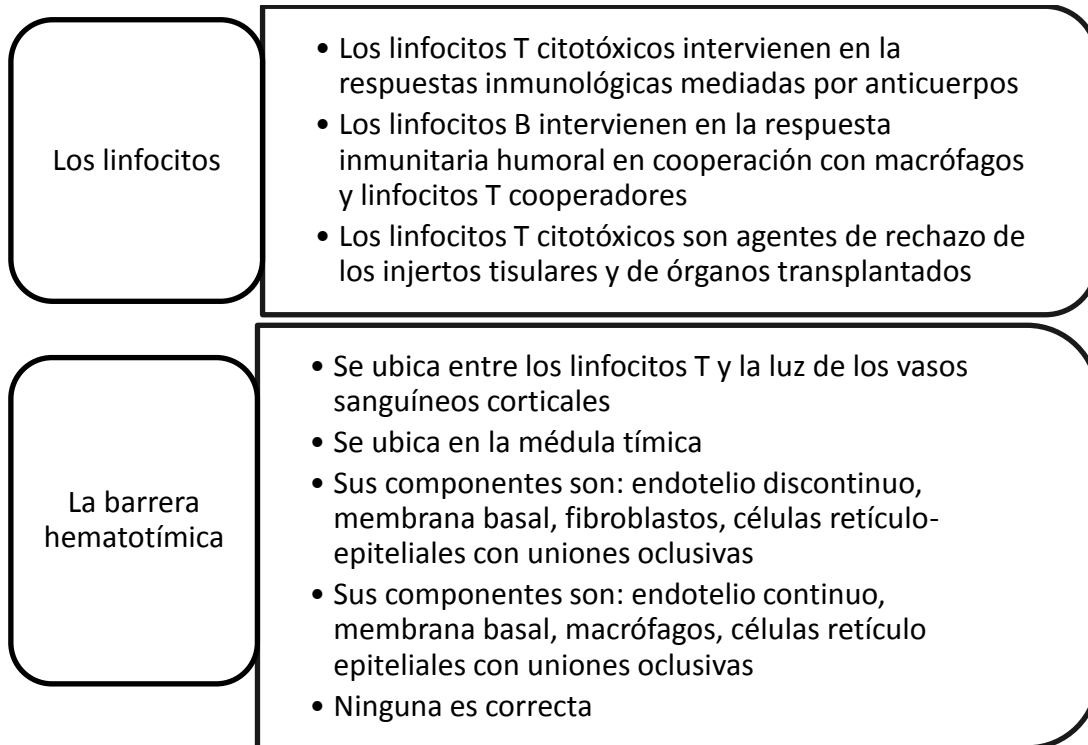 Los linfocitos
• Los linfocitos T citotóxicos intervienen en la
respuestas inmunológicas mediadas por anticuerpos
• Los linfocitos B intervienen en la respuesta
inmunitaria humoral en cooperación con macrófagos
y linfocitos T cooperadores
• Los linfocitos T citotóxicos son agentes de rechazo de
los injertos tisulares y de órganos transplantados
La barrera
hematotímica
• Se ubica entre los linfocitos T y la luz de los vasos
sanguíneos corticales
• Se ubica en la médula tímica
• Sus componentes son: endotelio discontinuo,
membrana basal, fibroblastos, células retículo-
epiteliales con uniones oclusivas
• Sus componentes son: endotelio continuo,
membrana basal, macrófagos, células retículo
epiteliales con uniones oclusivas
• Ninguna es correcta